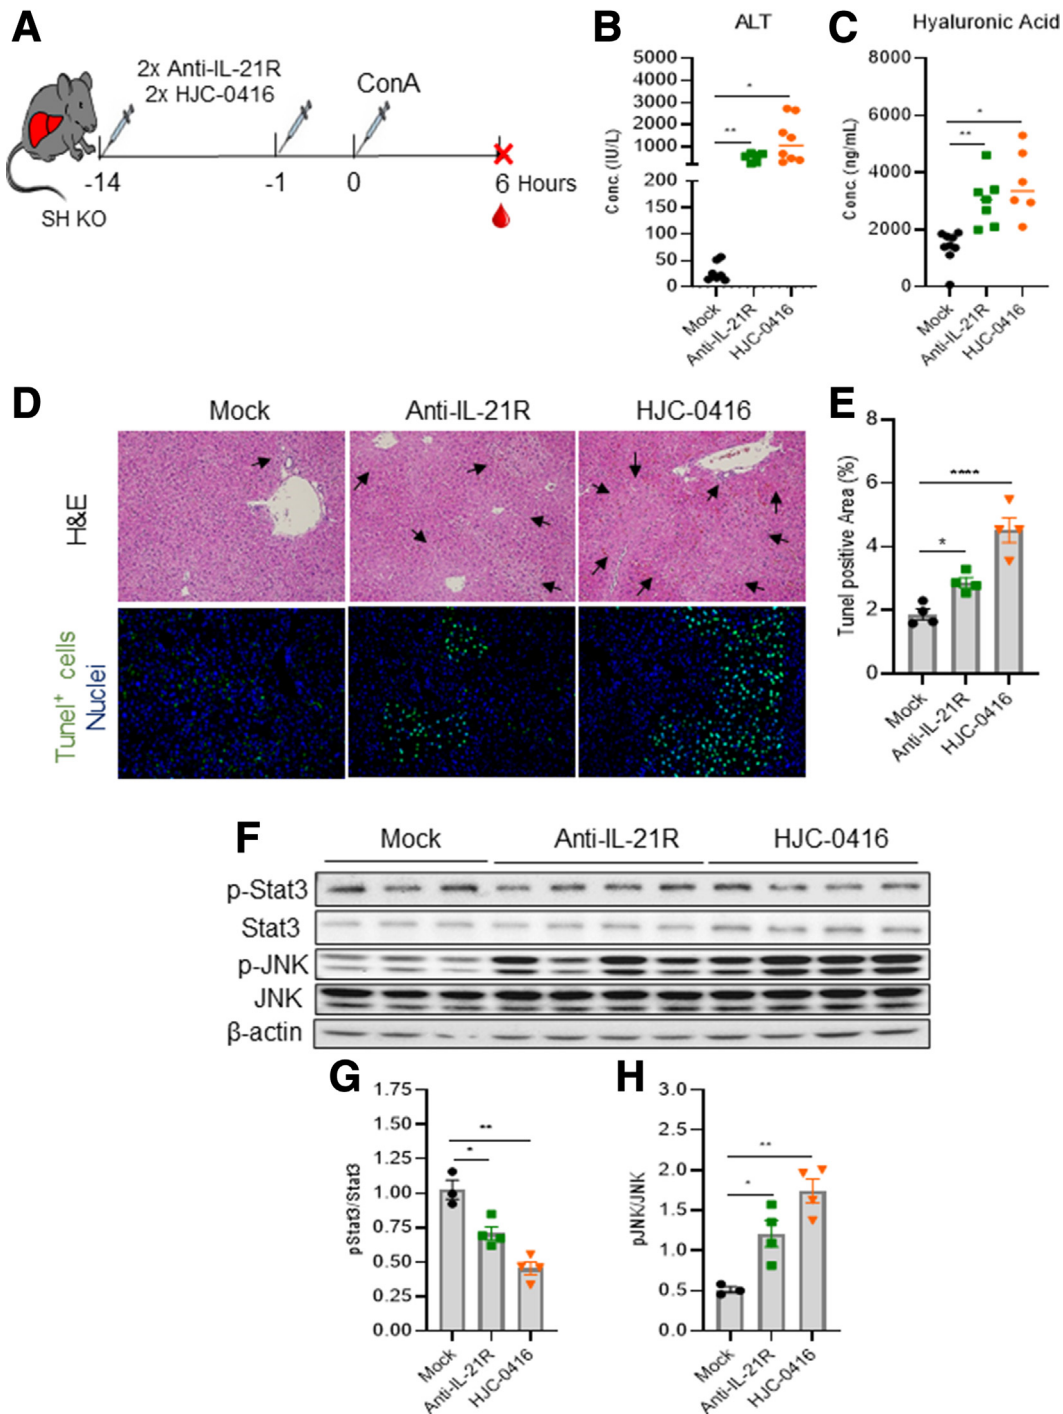 A
2x Anti-IL-21R
2x HJC-0416
ConA
-14
-1
0
6 Hours
SH KO
B
ALT
Conc. (IU/L)
5000
4000
3000
2000
1000
200
150
100
50
0
**
*
Mock
Anti-IL-21R
HJC-0416
C
Hyaluronic Acid
Conc. (ng/mL)
8000
6000
4000
2000
0
*
**
Mock
Anti-IL-21R
HJC-0416
D
Mock
Anti-IL-21R
HJC-0416
H&E
Tunel⁺ cells
Nuclei
E
Tunel positive Area (%)
8
6
4
2
0
****
*
Mock
Anti-IL-21R
HJC-0416
F
Mock
Anti-IL-21R
HJC-0416
p-Stat3
Stat3
p-JNK
JNK
β-actin
G
pStat3/Stat3
1.75
1.50
1.25
1.00
0.75
0.50
0.25
0.00
**
*
Mock
Anti-IL-21R
HJC-0416
H
pJNK/JNK
3.0
2.5
2.0
1.5
1.0
0.5
0.0
**
*
Mock
Anti-IL-21R
HJC-0416